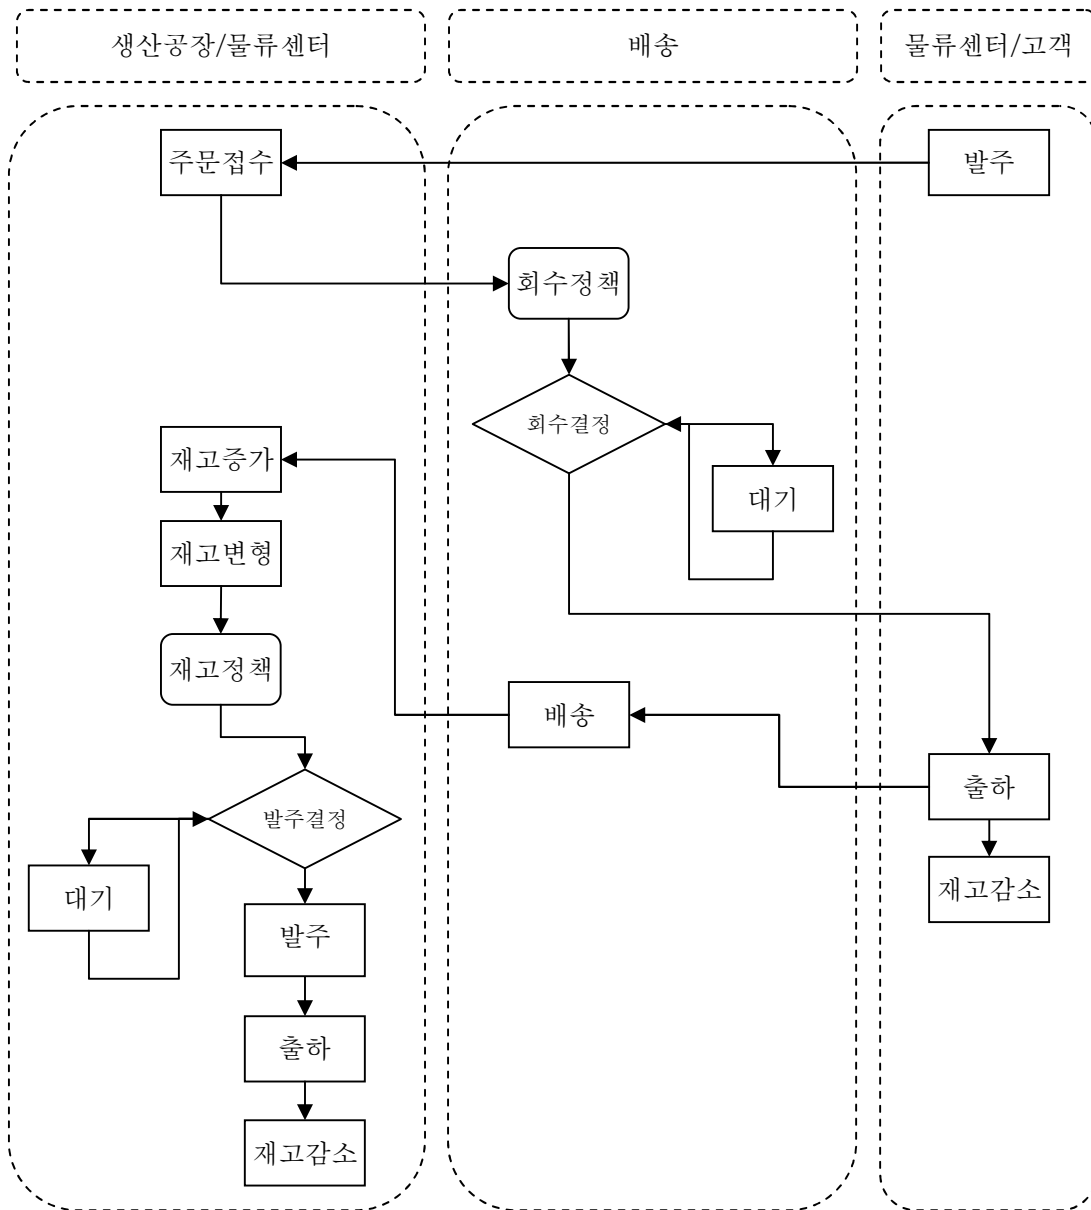 생산공장/물류센터
배송
물류센터/고객
주문접수
발주
회수정책
회수결정
대기
재고증가
재고변형
재고정책
배송
출하
재고감소
발주결정
대기
발주
출하
재고감소